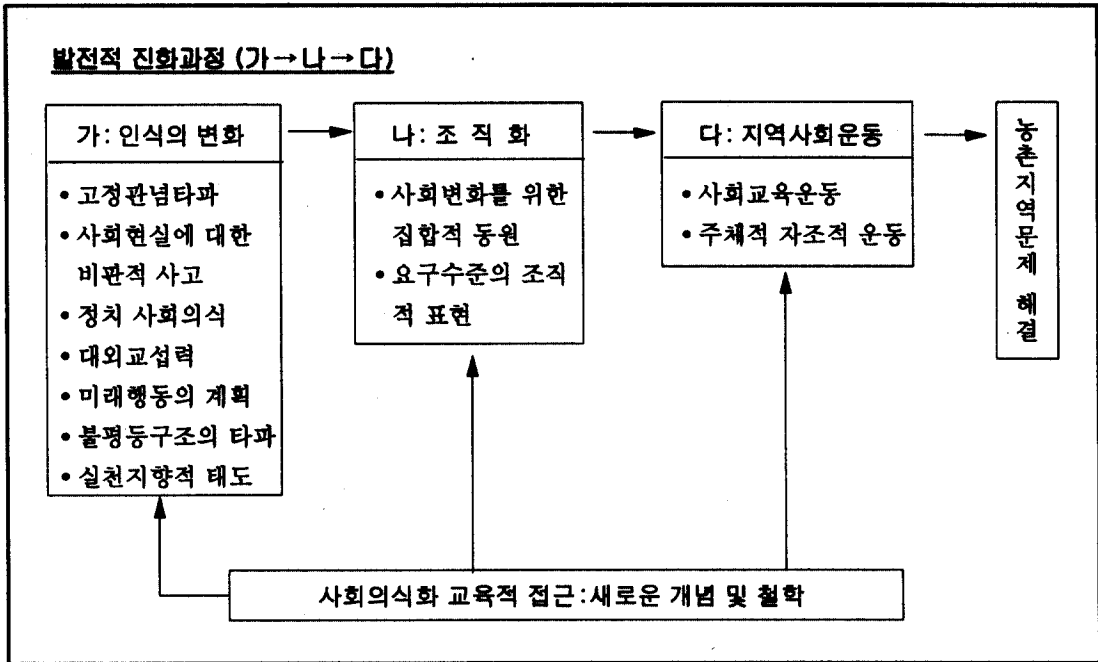 발전적 진화과정 (가→나→다)
가: 인식의 변화
• 고정관념타파
• 사회현실에 대한
비판적 사고
• 정치 사회의식
• 대외교섭력
• 미래행동의 계획
• 불평등구조의 타파
• 실천지향적 태도
나: 조 직 화
• 사회변화를 위한
집합적 동원
• 요구수준의 조직
적 표현
다: 지역사회운동
• 사회교육운동
• 주체적 자조적 운동
농촌지역문제 해결
사회의식화 교육적 접근:새로운 개념 및 철학